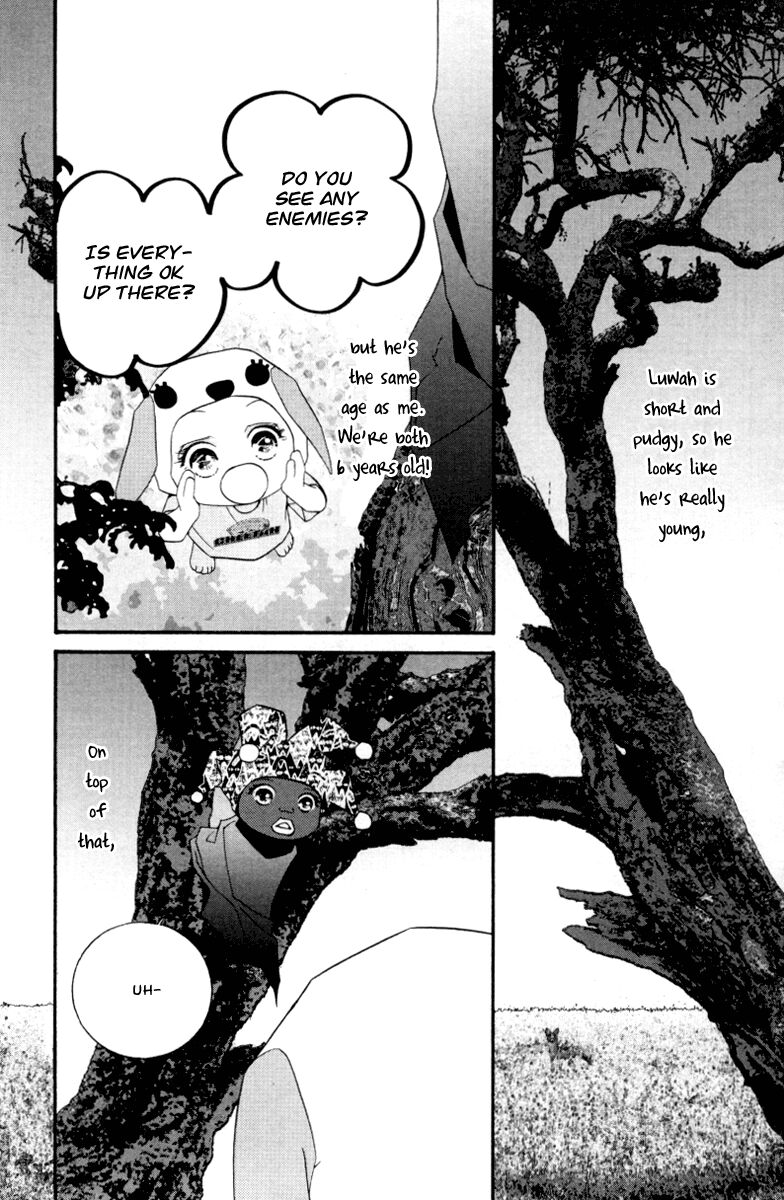 Luwah is
short and
pudgy, so he
looks like
he's really
young,
DO YOU
SEE ANY
ENEMIES?
IS EVERY-
THING OK
UP THERE?
but he's
the same
age as me.
We're both
6 years old!
CHEETAH
On
top
of
that,
UH-